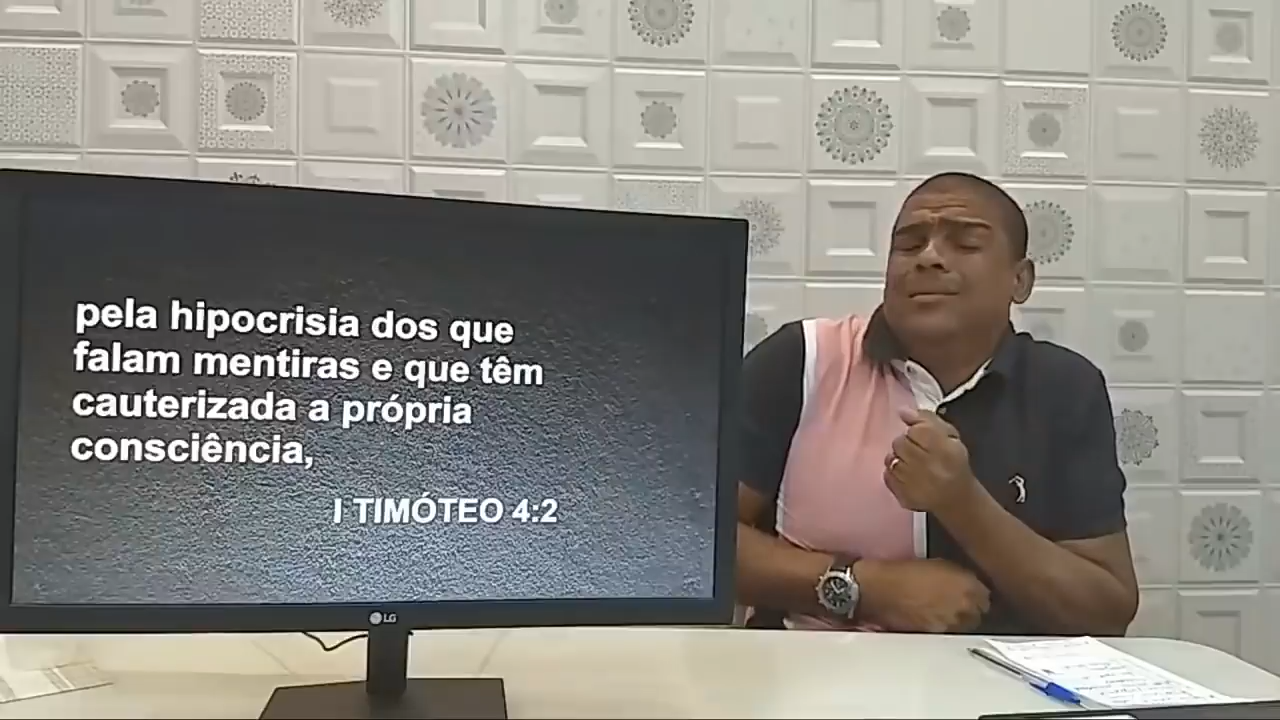 pela hipocrisia dos que
falam mentiras e que têm
cauterizada a própria
consciência,
I TIMÓTEO 4:2
LG